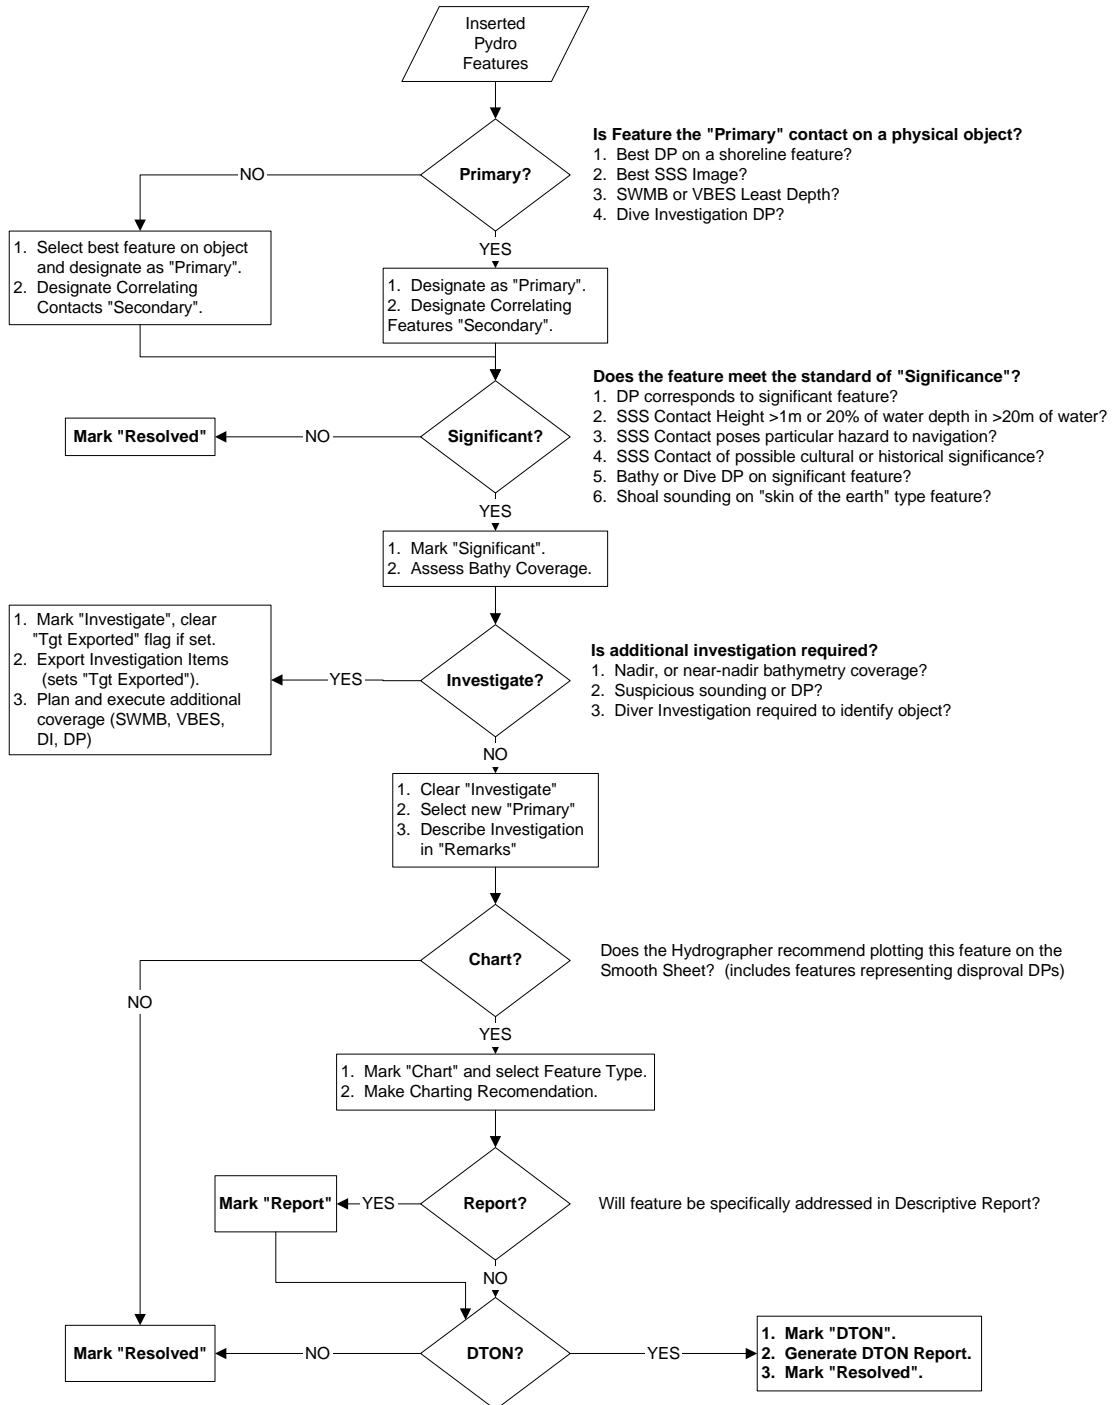 Inserted
Pydro
Features
Primary?
Is Feature the "Primary" contact on a physical object?
1. Best DP on a shoreline feature?
2. Best SSS Image?
3. SWMB or VBES Least Depth?
4. Dive Investigation DP?
NO
YES
1. Select best feature on object
and designate as "Primary".
2. Designate Correlating
Contacts "Secondary".
1. Designate as "Primary".
2. Designate Correlating
Features "Secondary".
Does the feature meet the standard of "Significance"?
1. DP corresponds to significant feature?
2. SSS Contact Height >1m or 20% of water depth in >20m of water?
3. SSS Contact poses particular hazard to navigation?
4. SSS Contact of possible cultural or historical significance?
5. Bathy or Dive DP on significant feature?
6. Shoal sounding on "skin of the earth" type feature?
Mark "Resolved"
NO
Significant?
YES
1. Mark "Significant".
2. Assess Bathy Coverage.
1. Mark "Investigate", clear
"Tgt Exported" flag if set.
2. Export Investigation Items
(sets "Tgt Exported").
3. Plan and execute additional
coverage (SWMB, VBES,
DI, DP)
YES
Investigate?
Is additional investigation required?
1. Nadir, or near-nadir bathymetry coverage?
2. Suspicious sounding or DP?
3. Diver Investigation required to identify object?
NO
1. Clear "Investigate"
2. Select new "Primary"
3. Describe Investigation
in "Remarks"
Chart?
Does the Hydrographer recommend plotting this feature on the
Smooth Sheet? (includes features representing disproval DPs)
NO
YES
1. Mark "Chart" and select Feature Type.
2. Make Charting Recomendation.
Mark "Report"
YES
Report?
Will feature be specifically addressed in Descriptive Report?
NO
Mark "Resolved"
NO
DTON?
YES
1. Mark "DTON".
2. Generate DTON Report.
3. Mark "Resolved".